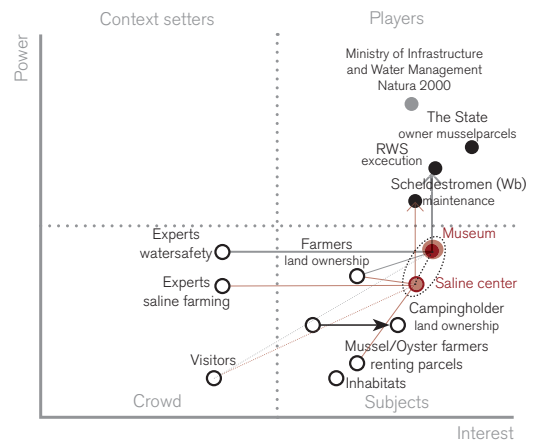 Context setters
Players
Power
Ministry of Infrastructure
and Water Management
Natura 2000
The State
owner musselparcels
RWS
excecution
Scheldestromen (Wb)
maintenance
Experts
watersafety
Museum
Farmers
land ownership
Experts
saline farming
Saline center
Campingholder
land ownership
Mussel/Oyster farmers
renting parcels
Visitors
Inhabitats
Crowd
Subjects
Interest